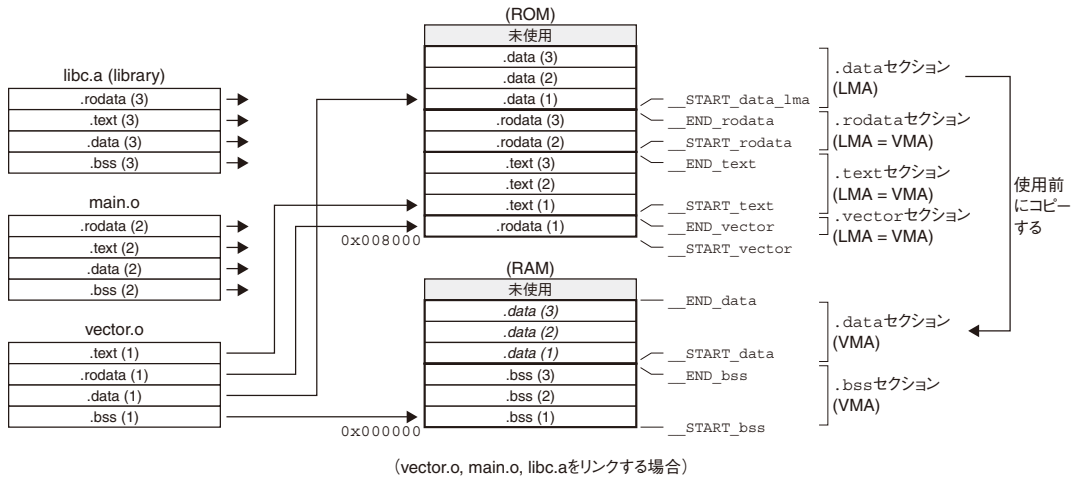 libc.a (library)
.rodata (3)
.text (3)
.data (3)
.bss (3)
main.o
.rodata (2)
.text (2)
.data (2)
.bss (2)
vector.o
.text (1)
.rodata (1)
.data (1)
.bss (1)
(ROM)
未使用
.data (3)
.data (2)
.data (1)
.rodata (3)
.rodata (2)
.text (3)
.text (2)
.text (1)
.rodata (1)
0x008000
__START_data_lma
__END_rodata
__START_rodata
__END_text
__START_text
__END_vector
__START_vector
.dataセクション
(LMA)
.rodataセクション
(LMA = VMA)
.textセクション
(LMA = VMA)
.vectorセクション
(LMA = VMA)
使用前
にコピー
する
(RAM)
未使用
.data (3)
.data (2)
.data (1)
.bss (3)
.bss (2)
.bss (1)
0x000000
__END_data
__START_data
__END_bss
__START_bss
.dataセクション
(VMA)
.bssセクション
(VMA)
（vector.o, main.o, libc.aをリンクする場合）